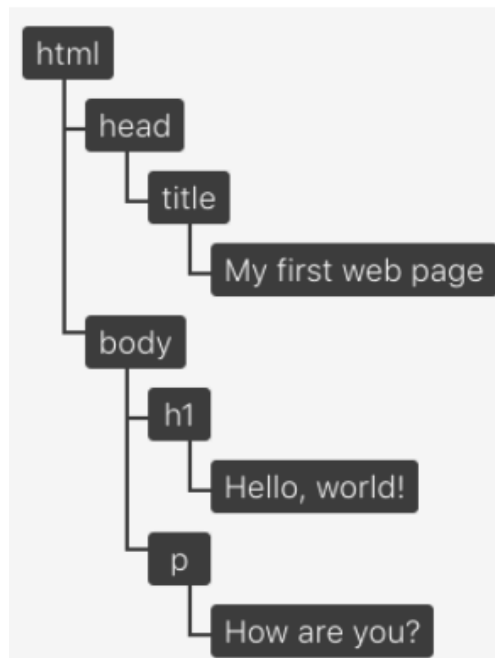 html
head
title
My first web page
body
h1
Hello, world!
p
How are you?